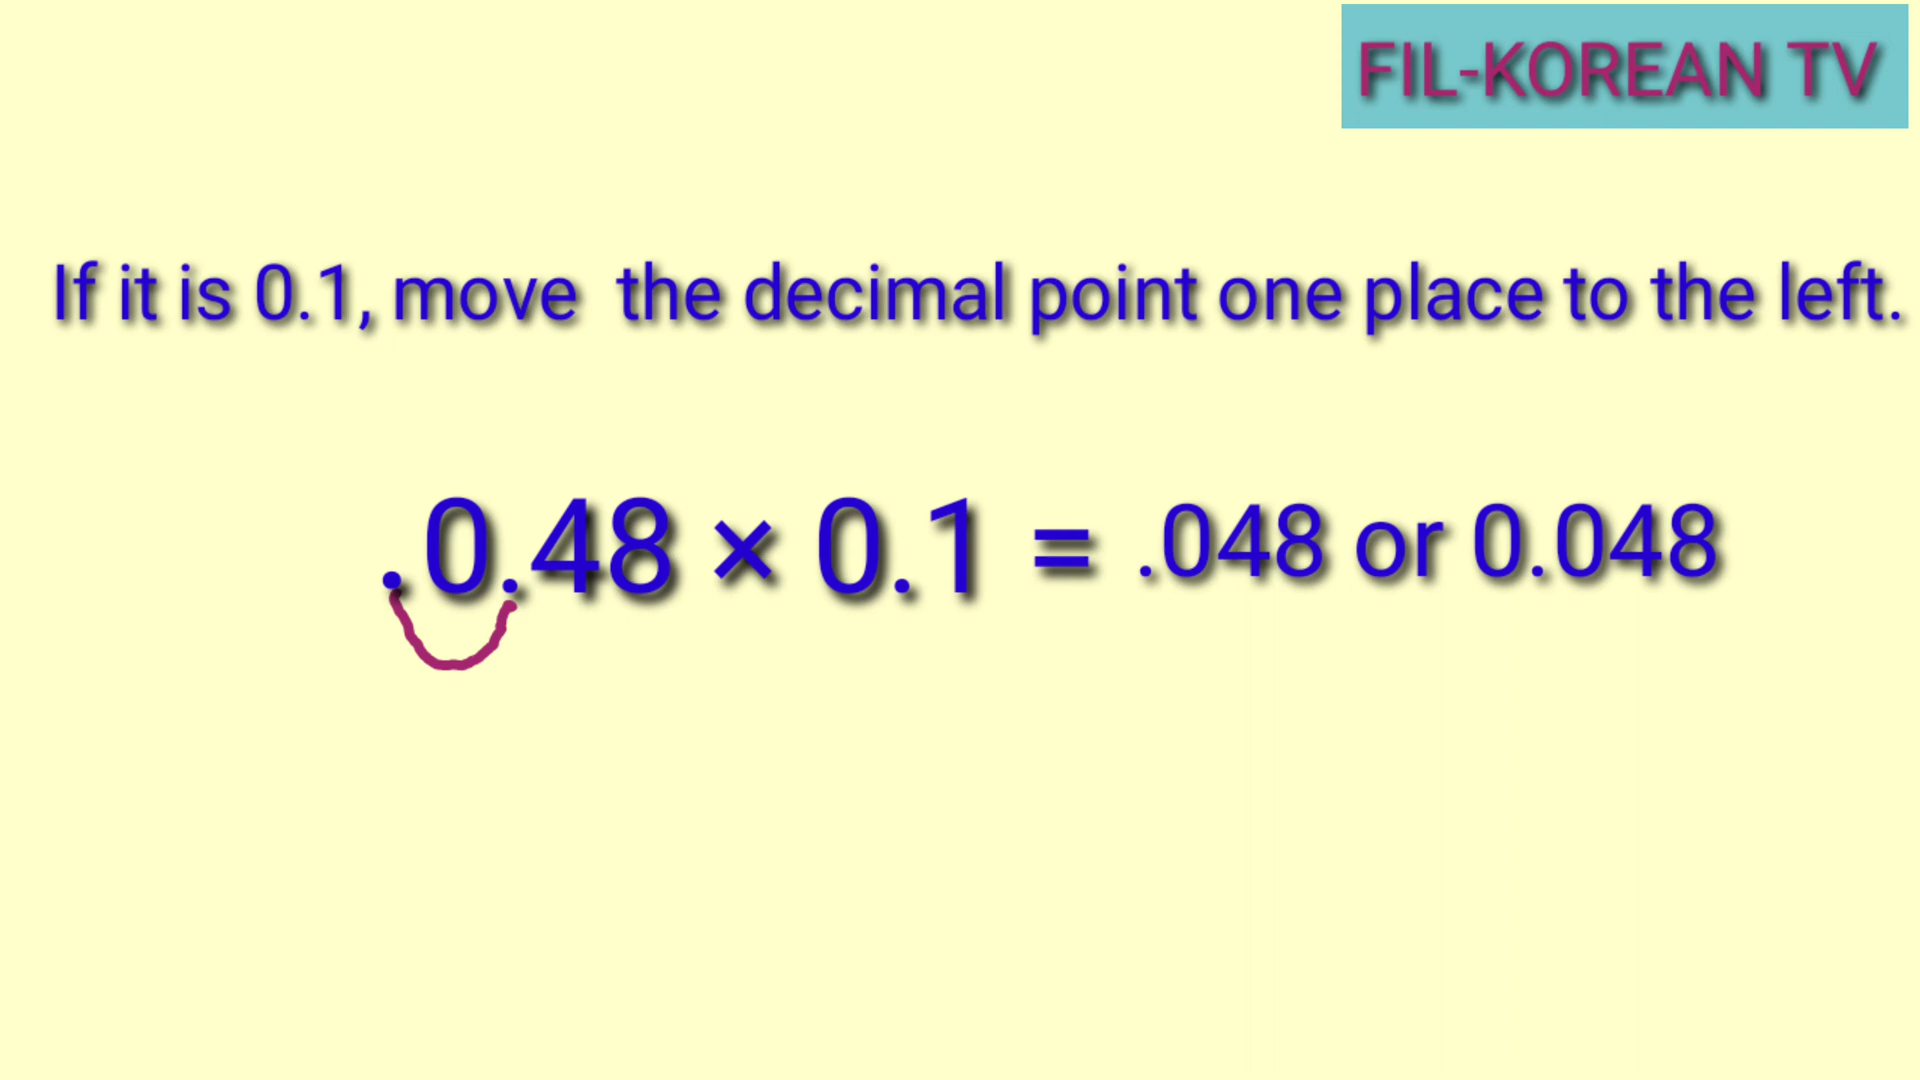 FIL-KOREAN TV
If it is 0.1, move  the decimal point one place to the left.
.0.48 × 0.1 = .048 or 0.048